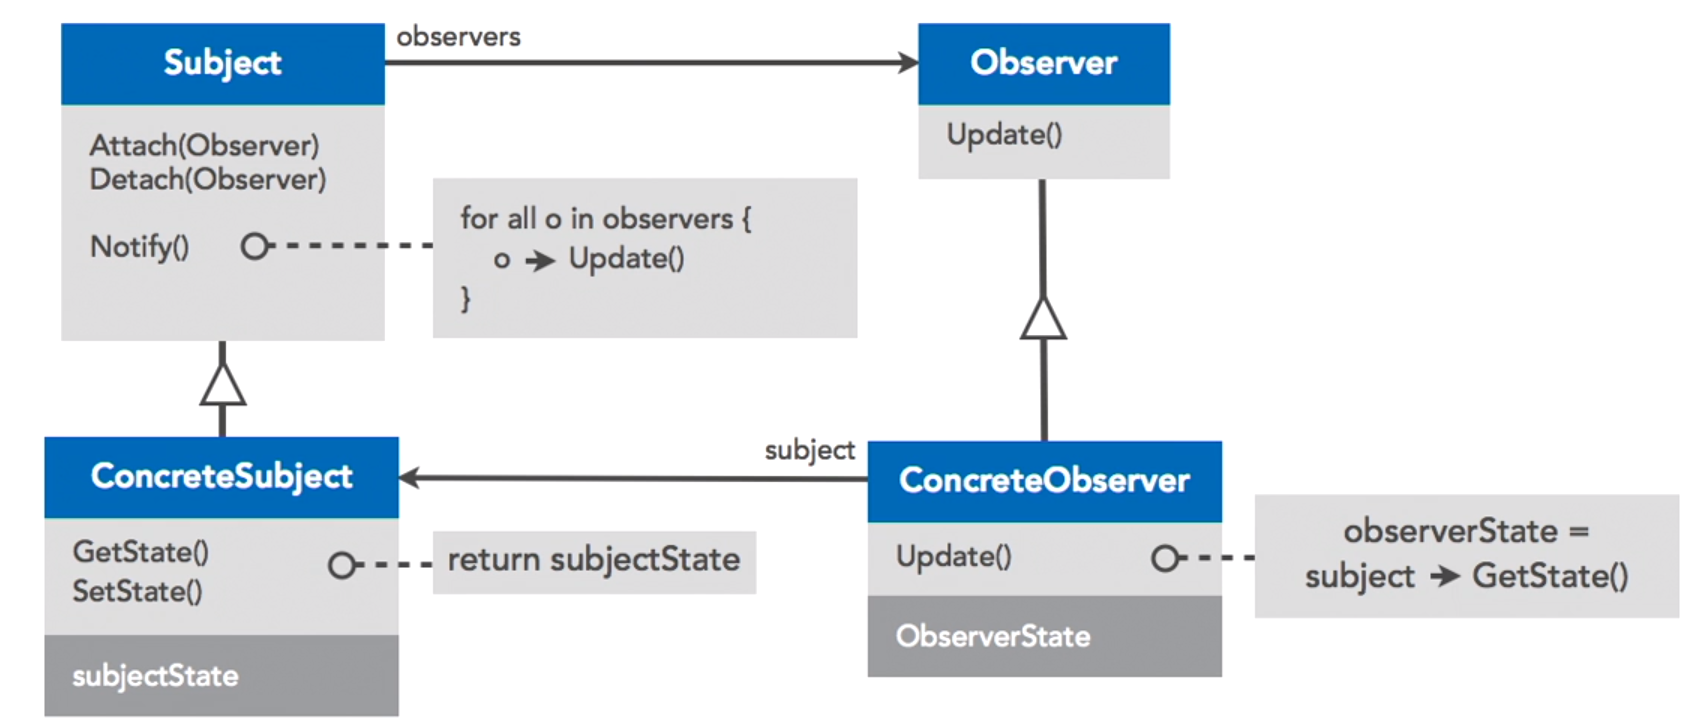 Subject
observers
Observer
Attach(Observer)
Detach(Observer)
Notify()
for all o in observers {
o → Update()
}
Update()
ConcreteSubject
GetState()
SetState()
subjectState
return subjectState
subject
ConcreteObserver
Update()
ObserverState
observerState =
subject → GetState()